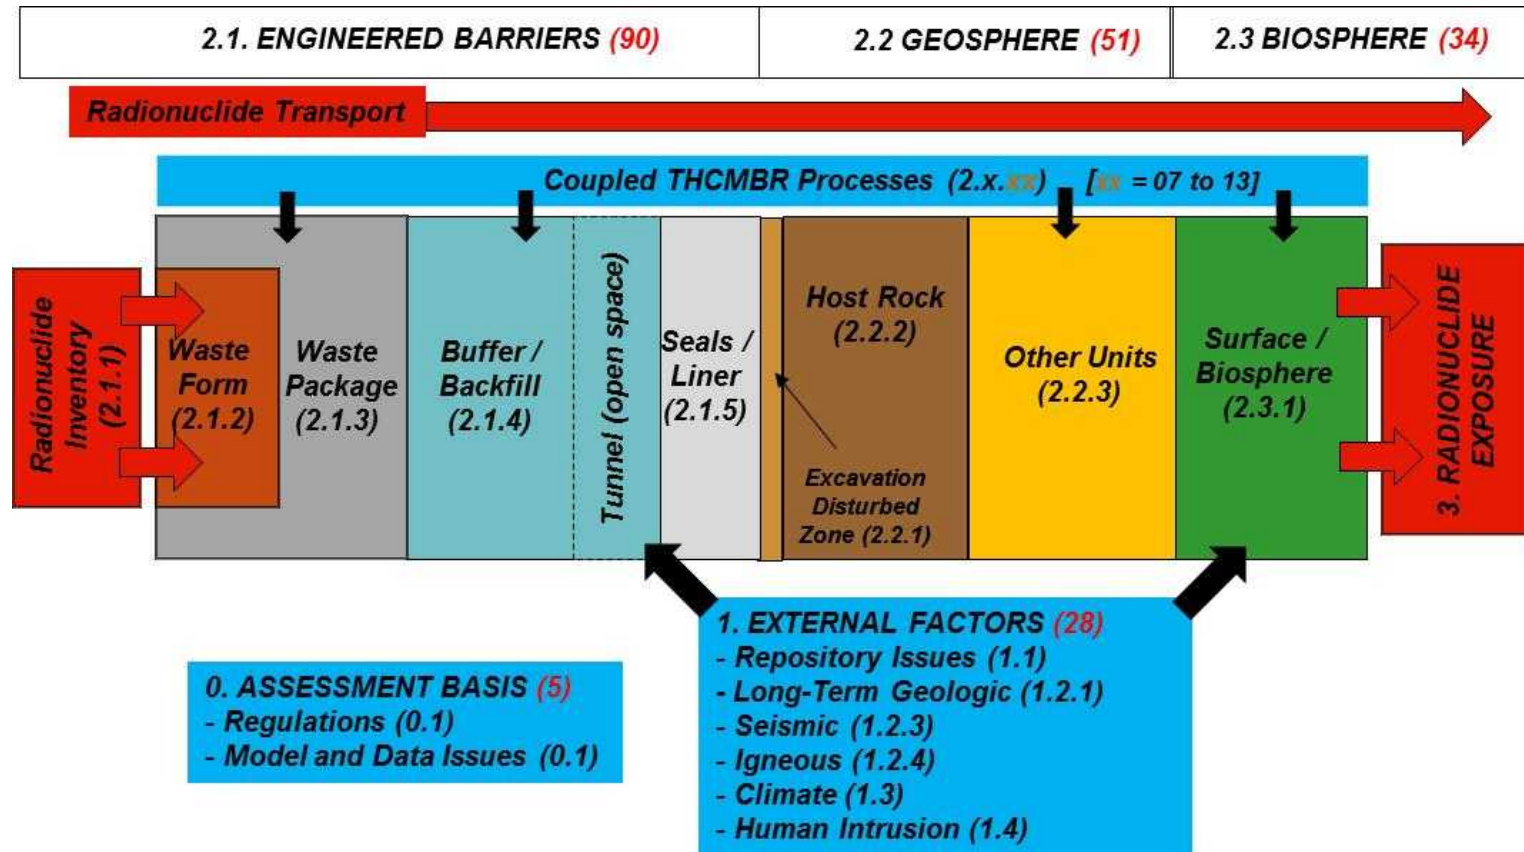 2.1. ENGINEERED BARRIERS (90)
2.2 GEOSPHERE (51)
2.3 BIOSPHERE (34)
Radionuclide Transport
Coupled THCMBR Processes (2.x.xx) [xx = 07 to 13]
Radionuclide
Inventory
(2.1.1)
Waste
Form
(2.1.2)
Waste
Package
(2.1.3)
Buffer /
Backfill
(2.1.4)
Tunnel (open space)
Seals /
Liner
(2.1.5)
Excavation
Disturbed
Zone (2.2.1)
Host Rock
(2.2.2)
Other Units
(2.2.3)
Surface /
Biosphere
(2.3.1)
3. RADIONUCLIDE
EXPOSURE
0. ASSESSMENT BASIS (5)
- Regulations (0.1)
- Model and Data Issues (0.1)
1. EXTERNAL FACTORS (28)
- Repository Issues (1.1)
- Long-Term Geologic (1.2.1)
- Seismic (1.2.3)
- Igneous (1.2.4)
- Climate (1.3)
- Human Intrusion (1.4)